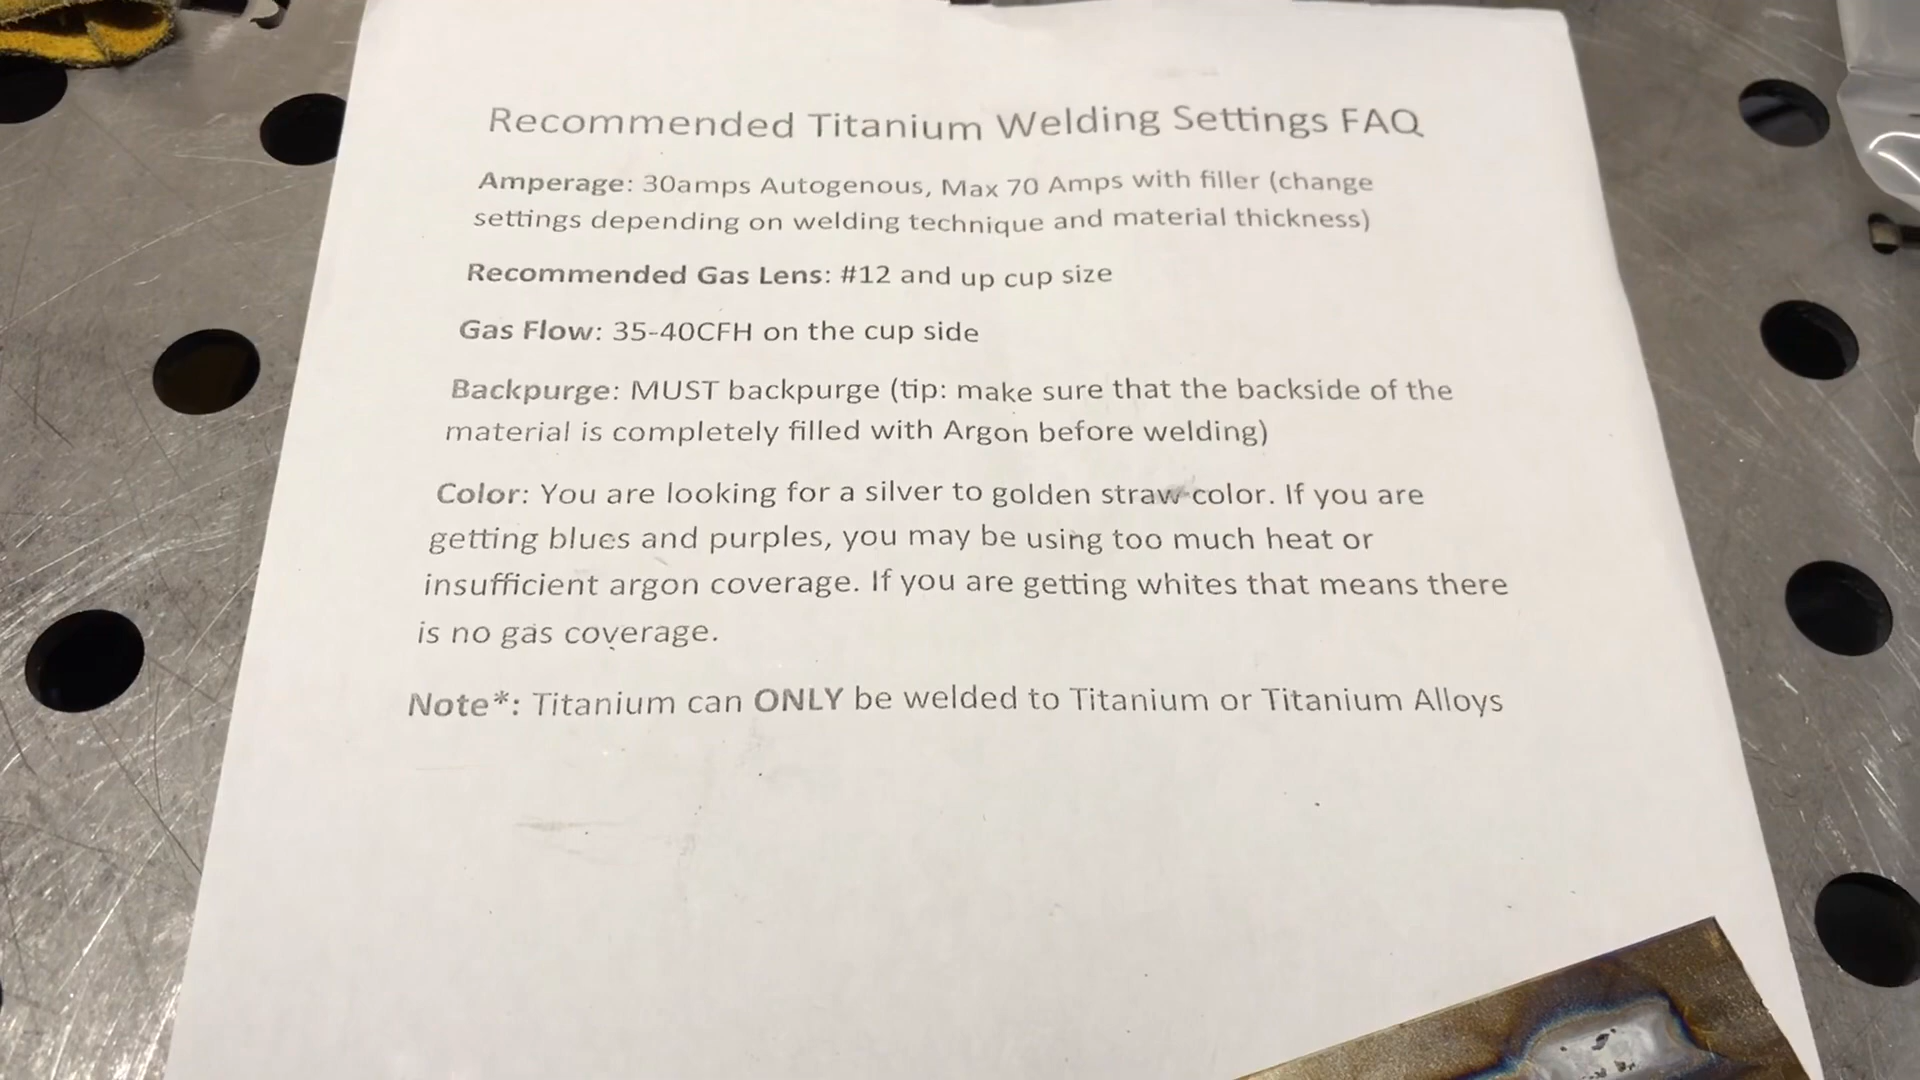 Recommended Titanium Welding Settings FAQ
Amperage: 30amps Autogenous, Max 70 Amps with filler (change
settings depending on welding technique and material thickness)
Recommended Gas Lens: #12 and up cup size
Gas Flow: 35-40CFH on the cup side
Backpurge: MUST backpurge (tip: make sure that the backside of the
material is completely filled with Argon before welding)
Color: You are looking for a silver to golden straw color. If you are
getting blues and purples, you may be using too much heat or
insufficient argon coverage. If you are getting whites that means there
is no gas coverage.
Note*: Titanium can ONLY be welded to Titanium or Titanium Alloys